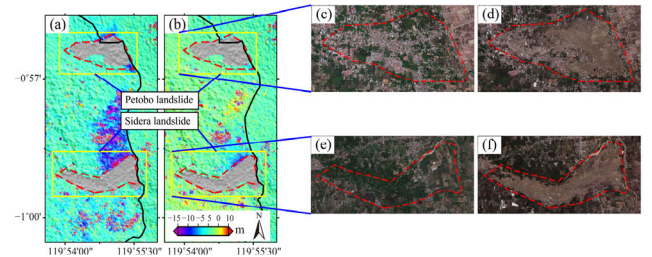 (a)
(b)
(c)
(d)
−0°57'
Petobo landslide
Sidera landslide
(e)
(f)
−1°00'
−15−10−5 0 5 10
m
N
119°54'00"
119°55'30"
119°54'00"
119°55'30"